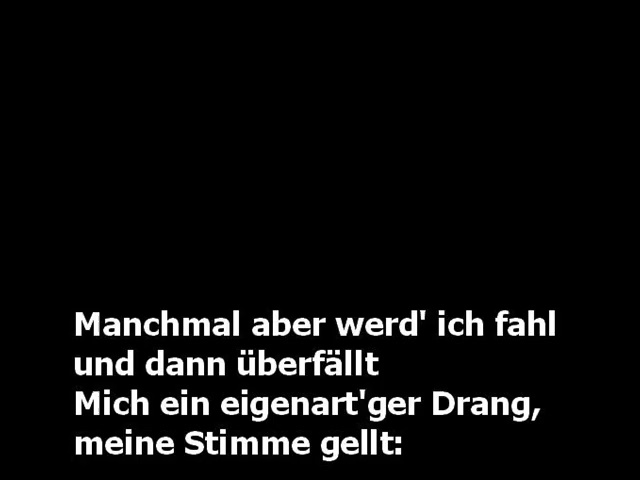 Manchmal aber werd' ich fahl
und dann überfällt
Mich ein eigenart'ger Drang,
meine Stimme gellt: